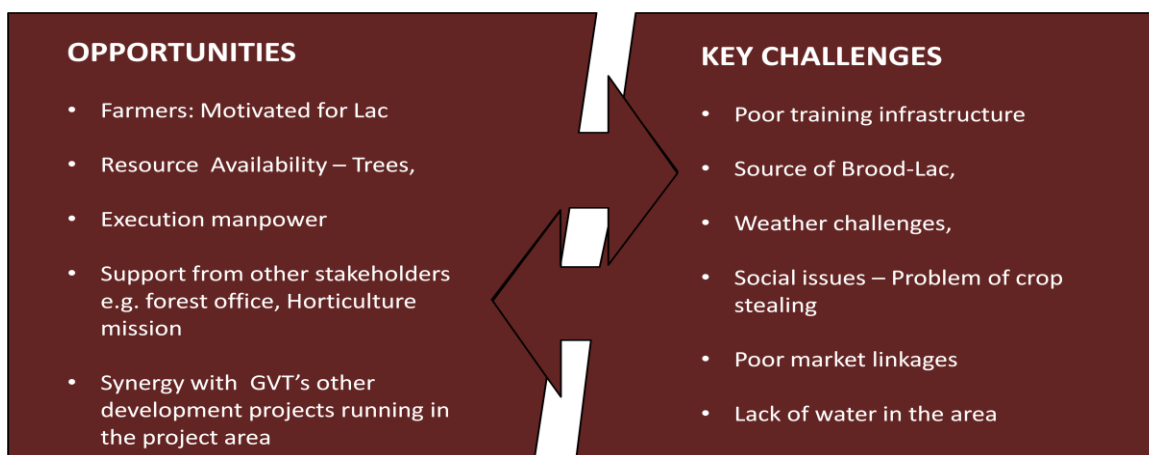 OPPORTUNITIES
• Farmers: Motivated for Lac
• Resource Availability – Trees,
• Execution manpower
• Support from other stakeholders
e.g. forest office, Horticulture
mission
• Synergy with GVT’s other
development projects running in
the project area
KEY CHALLENGES
• Poor training infrastructure
• Source of Brood-Lac,
• Weather challenges,
• Social issues – Problem of crop
stealing
• Poor market linkages
• Lack of water in the area